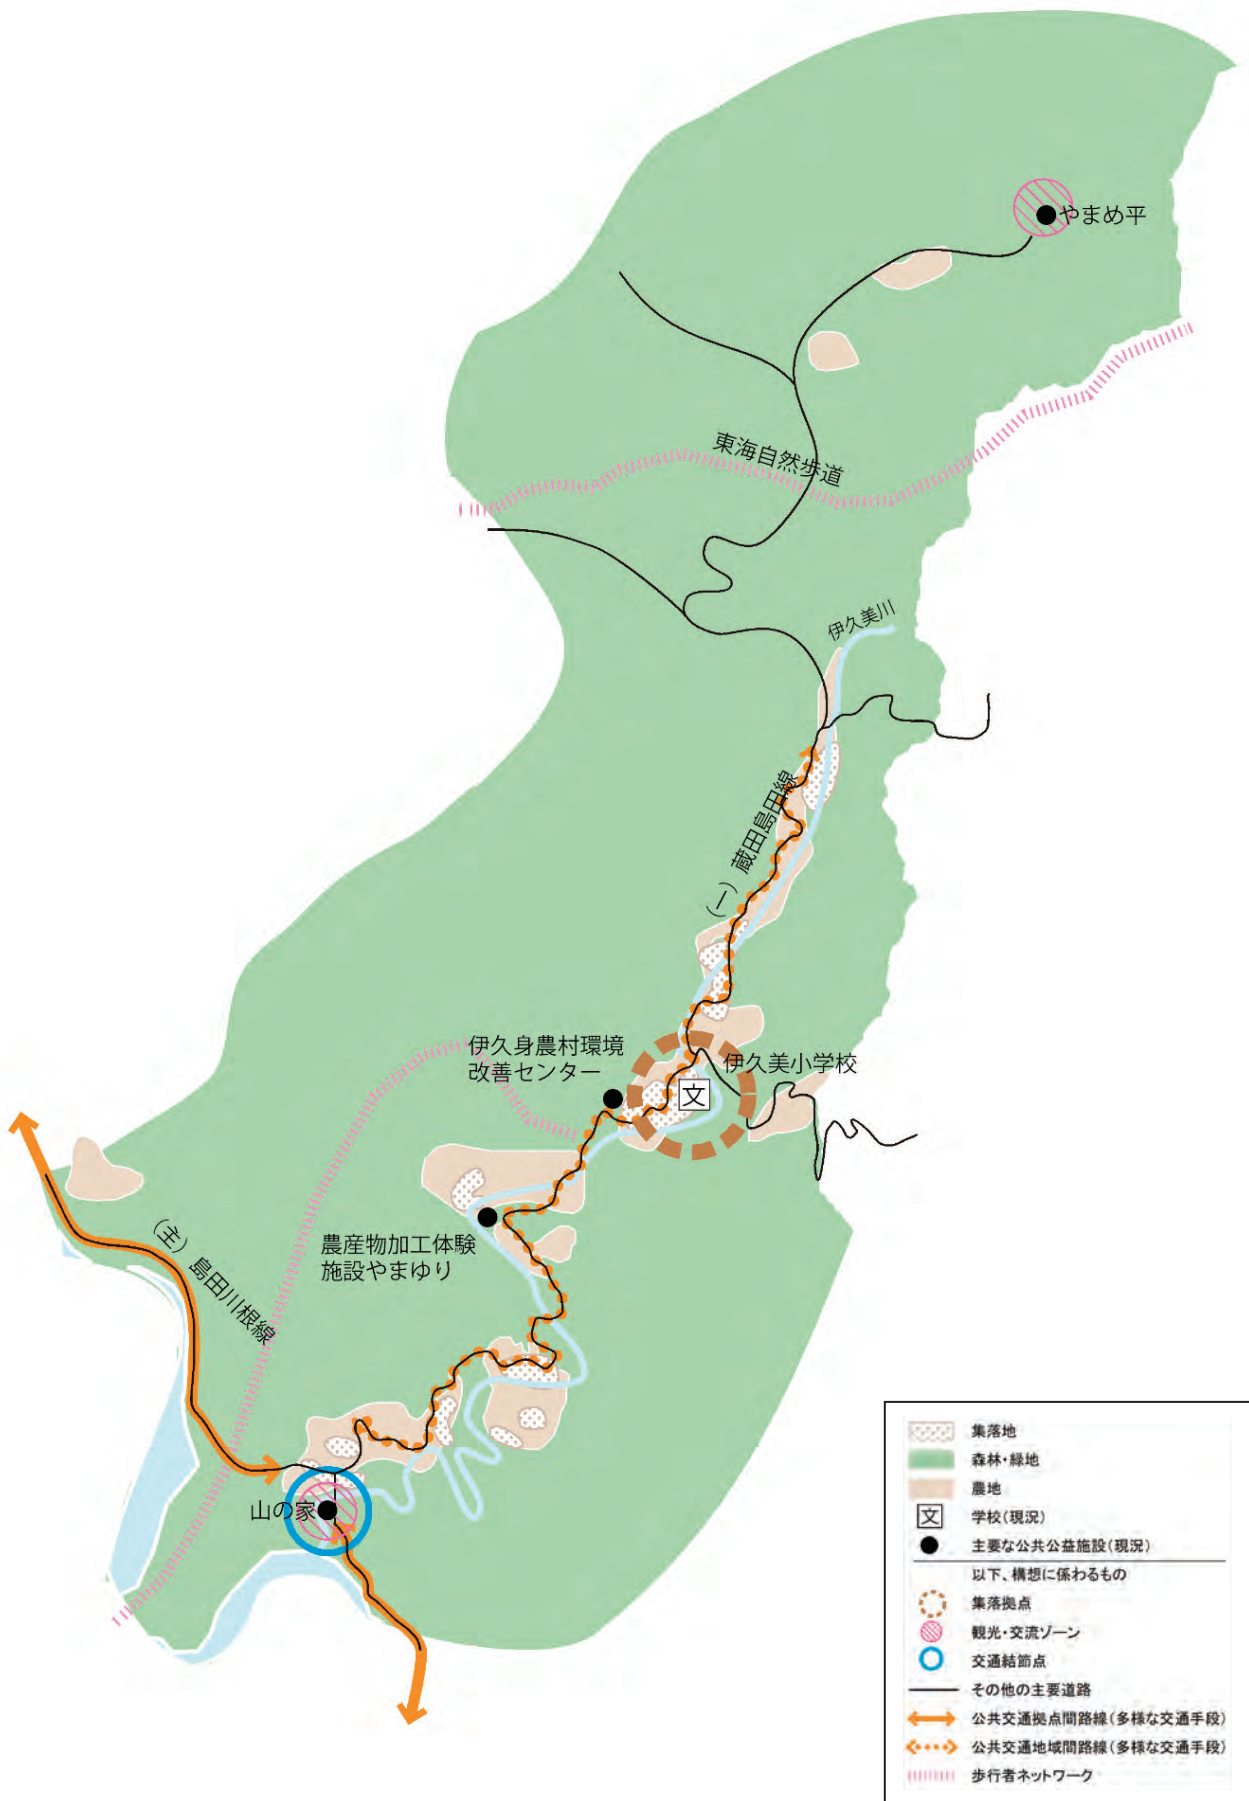 やまめ平
東海自然歩道
伊久美川
(一) 蔵田島田線
伊久身農村環境
改善センター
伊久美小学校
文
農産物加工体験
施設やまゆり
(主) 島田川根線
山の家
集落地
森林・緑地
農地
文 学校(現況)
主要な公共公益施設(現況)
以下、構想に係わるもの
集落拠点
観光・交流ゾーン
交通結節点
その他の主要道路
公共交通拠点間路線(多様な交通手段)
公共交通地域間路線(多様な交通手段)
歩行者ネットワーク